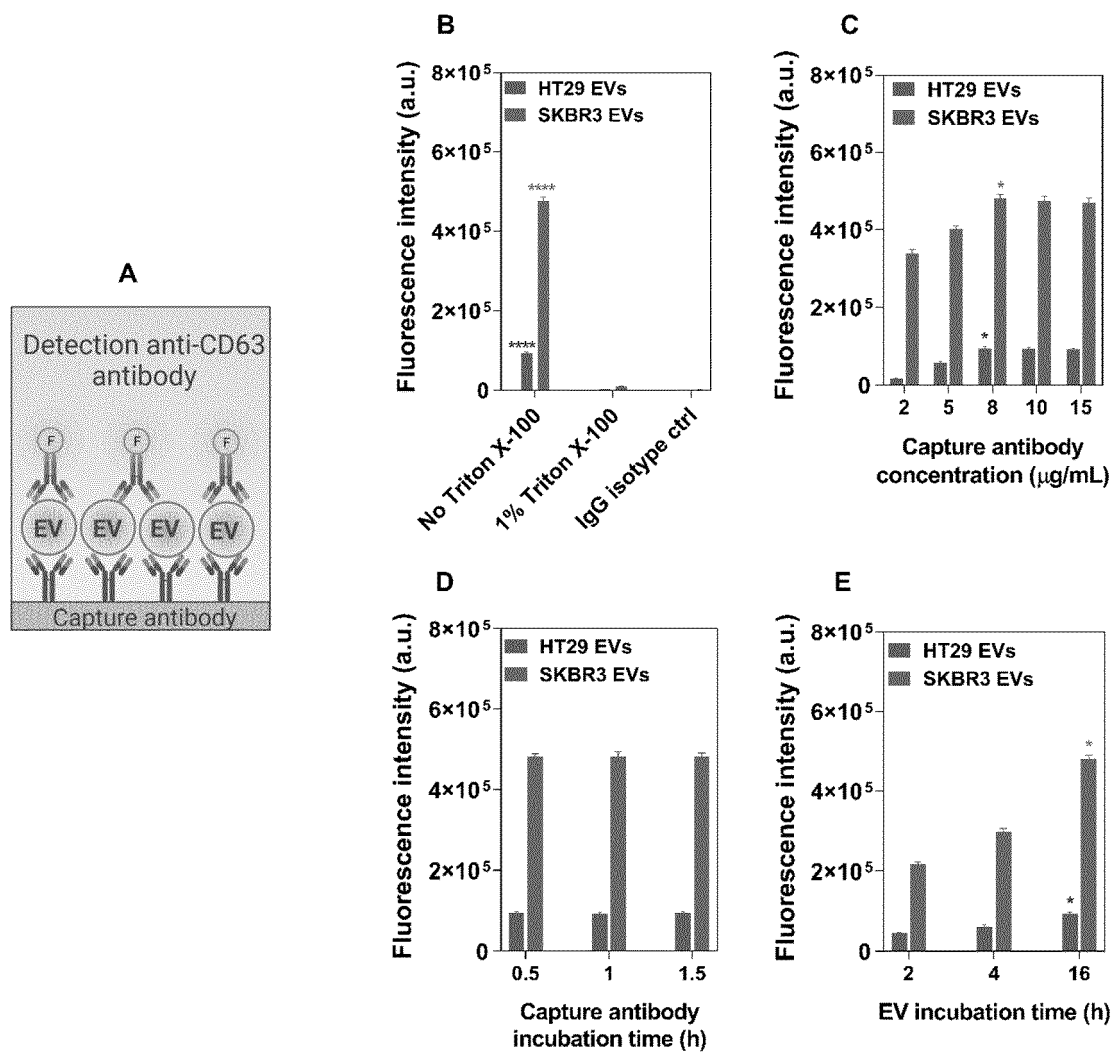 A
Detection anti-CD63
antibody
F F F
EV EV EV EV
Capture antibody
B
Fluorescence intensity (a.u.)
8×10⁵
6×10⁵
4×10⁵
2×10⁵
0
HT29 EVs
SKBR3 EVs
****
****
No Triton X-100
1% Triton X-100
IgG isotype ctrl
C
Fluorescence intensity (a.u.)
8×10⁵
6×10⁵
4×10⁵
2×10⁵
0
HT29 EVs
SKBR3 EVs
*
*
2 5 8 10 15
Capture antibody
concentration (μg/mL)
D
Fluorescence intensity (a.u.)
8×10⁵
6×10⁵
4×10⁵
2×10⁵
0
HT29 EVs
SKBR3 EVs
0.5 1 1.5
Capture antibody
incubation time (h)
E
Fluorescence intensity (a.u.)
8×10⁵
6×10⁵
4×10⁵
2×10⁵
0
HT29 EVs
SKBR3 EVs
*
*
2 4 16
EV incubation time (h)